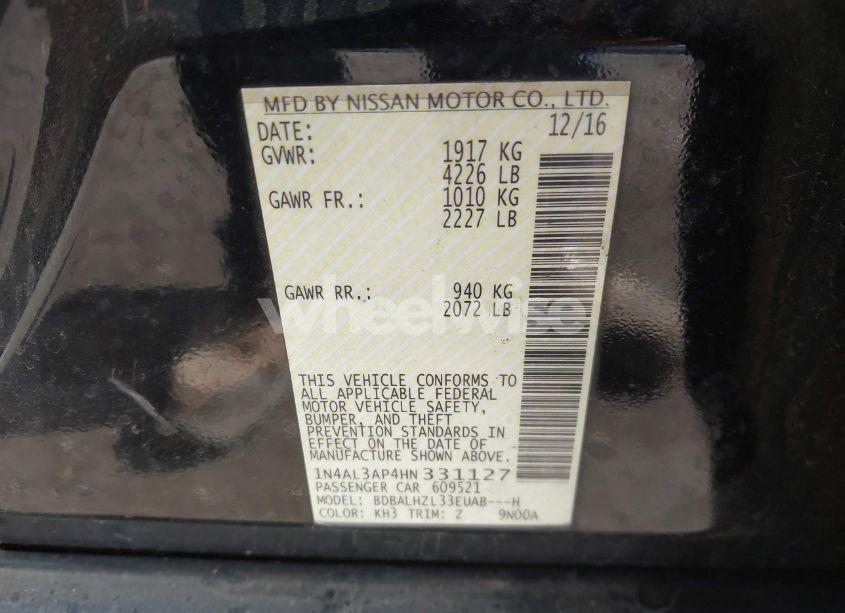 MFD BY NISSAN MOTOR CO., LTD.
DATE: 12/16
GVWR: 1917 KG
4226 LB
GAWR FR.: 1010 KG
2227 LB
GAWR RR.: 940 KG
2072 LB
wheelwise
THIS VEHICLE CONFORMS TO
ALL APPLICABLE FEDERAL
MOTOR VEHICLE SAFETY,
BUMPER, AND THEFT
PREVENTION STANDARDS IN
EFFECT ON THE DATE OF
MANUFACTURE SHOWN ABOVE.
1N4AL3AP4HN331127
PASSENGER CAR 609521
MODEL: BDBALHZL33EUAB---H
COLOR: KH3 TRIM: Z 9N00A